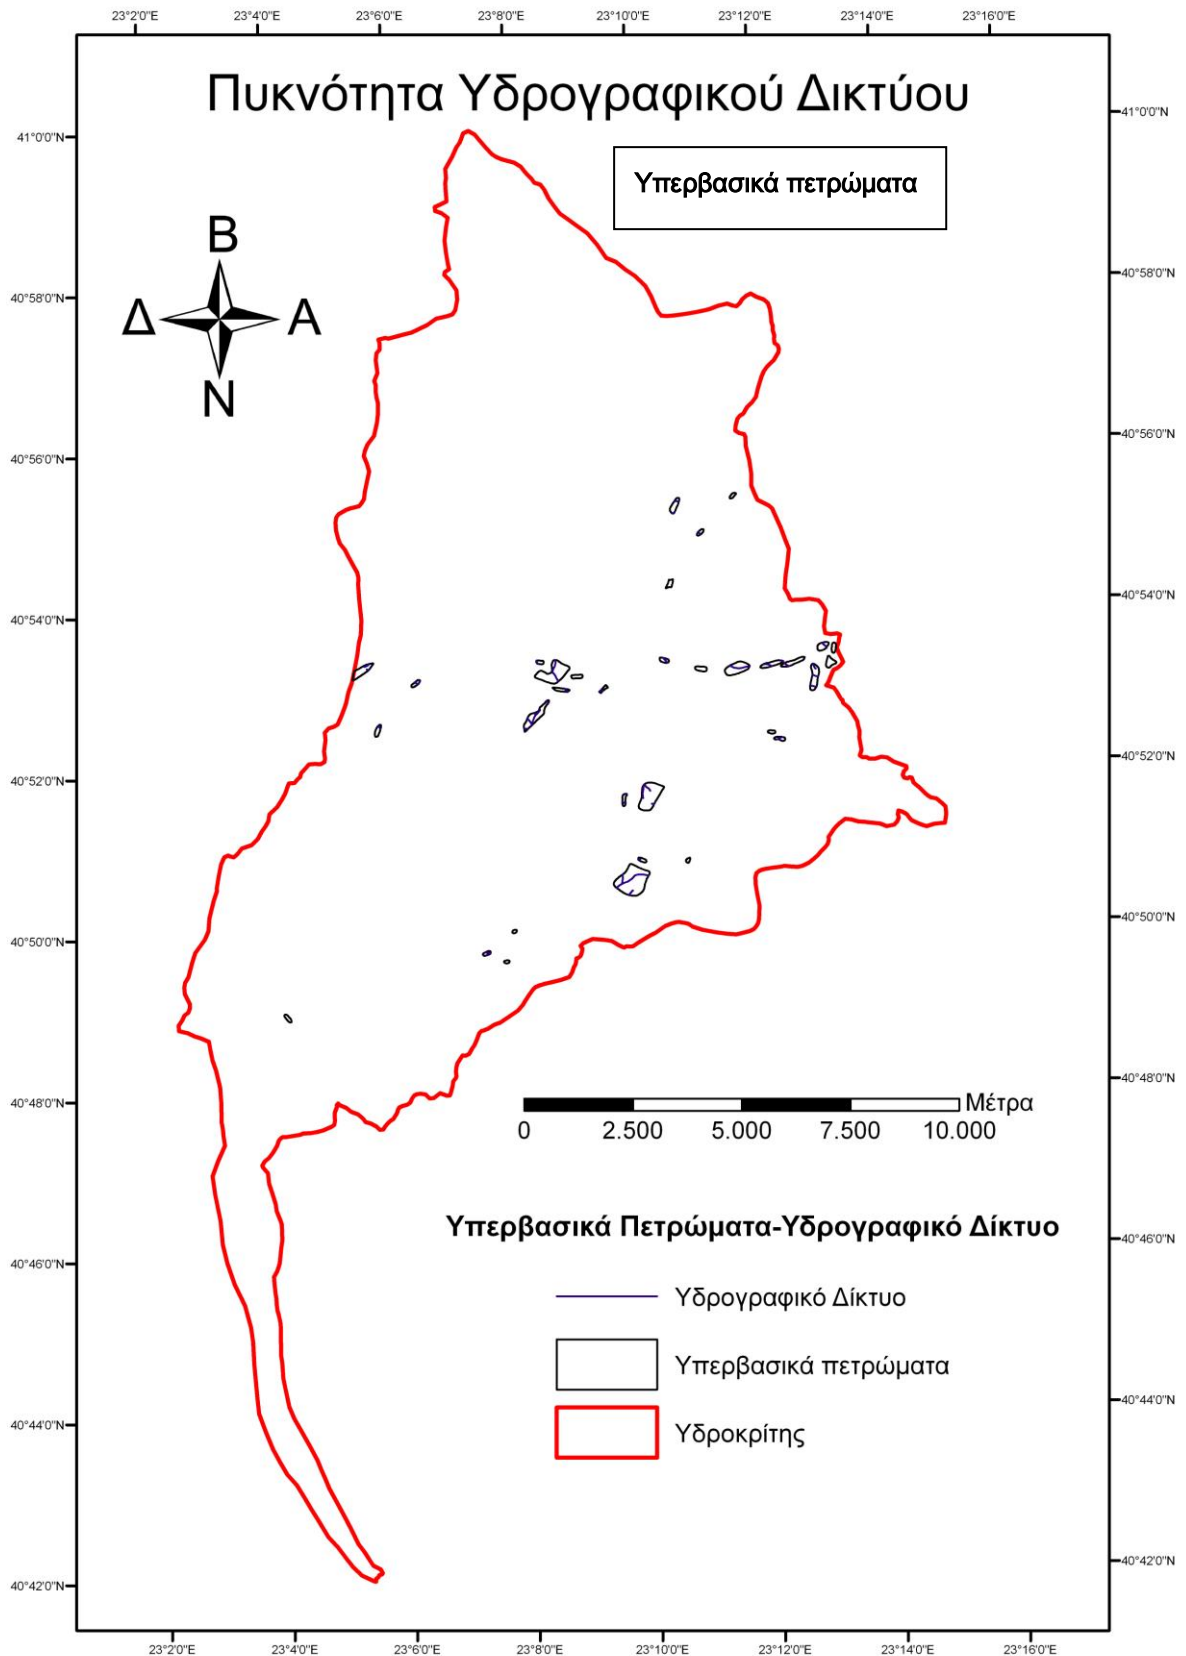 23°2'0"E 23°4'0"E 23°6'0"E 23°8'0"E 23°10'0"E 23°12'0"E 23°14'0"E 23°16'0"E
Πυκνότητα Υδρογραφικού Δικτύου
Υπερβασικά πετρώματα
Β
Δ Α
Ν
41°0'0"N
40°58'0"N
40°56'0"N
40°54'0"N
40°52'0"N
40°50'0"N
40°48'0"N
40°46'0"N
40°44'0"N
40°42'0"N
41°0'0"N
40°58'0"N
40°56'0"N
40°54'0"N
40°52'0"N
40°50'0"N
40°48'0"N
40°46'0"N
40°44'0"N
40°42'0"N
Μέτρα
0 2.500 5.000 7.500 10.000
Υπερβασικά Πετρώματα-Υδρογραφικό Δίκτυο
Υδρογραφικό Δίκτυο
Υπερβασικά πετρώματα
Υδροκρίτης
23°2'0"E 23°4'0"E 23°6'0"E 23°8'0"E 23°10'0"E 23°12'0"E 23°14'0"E 23°16'0"E